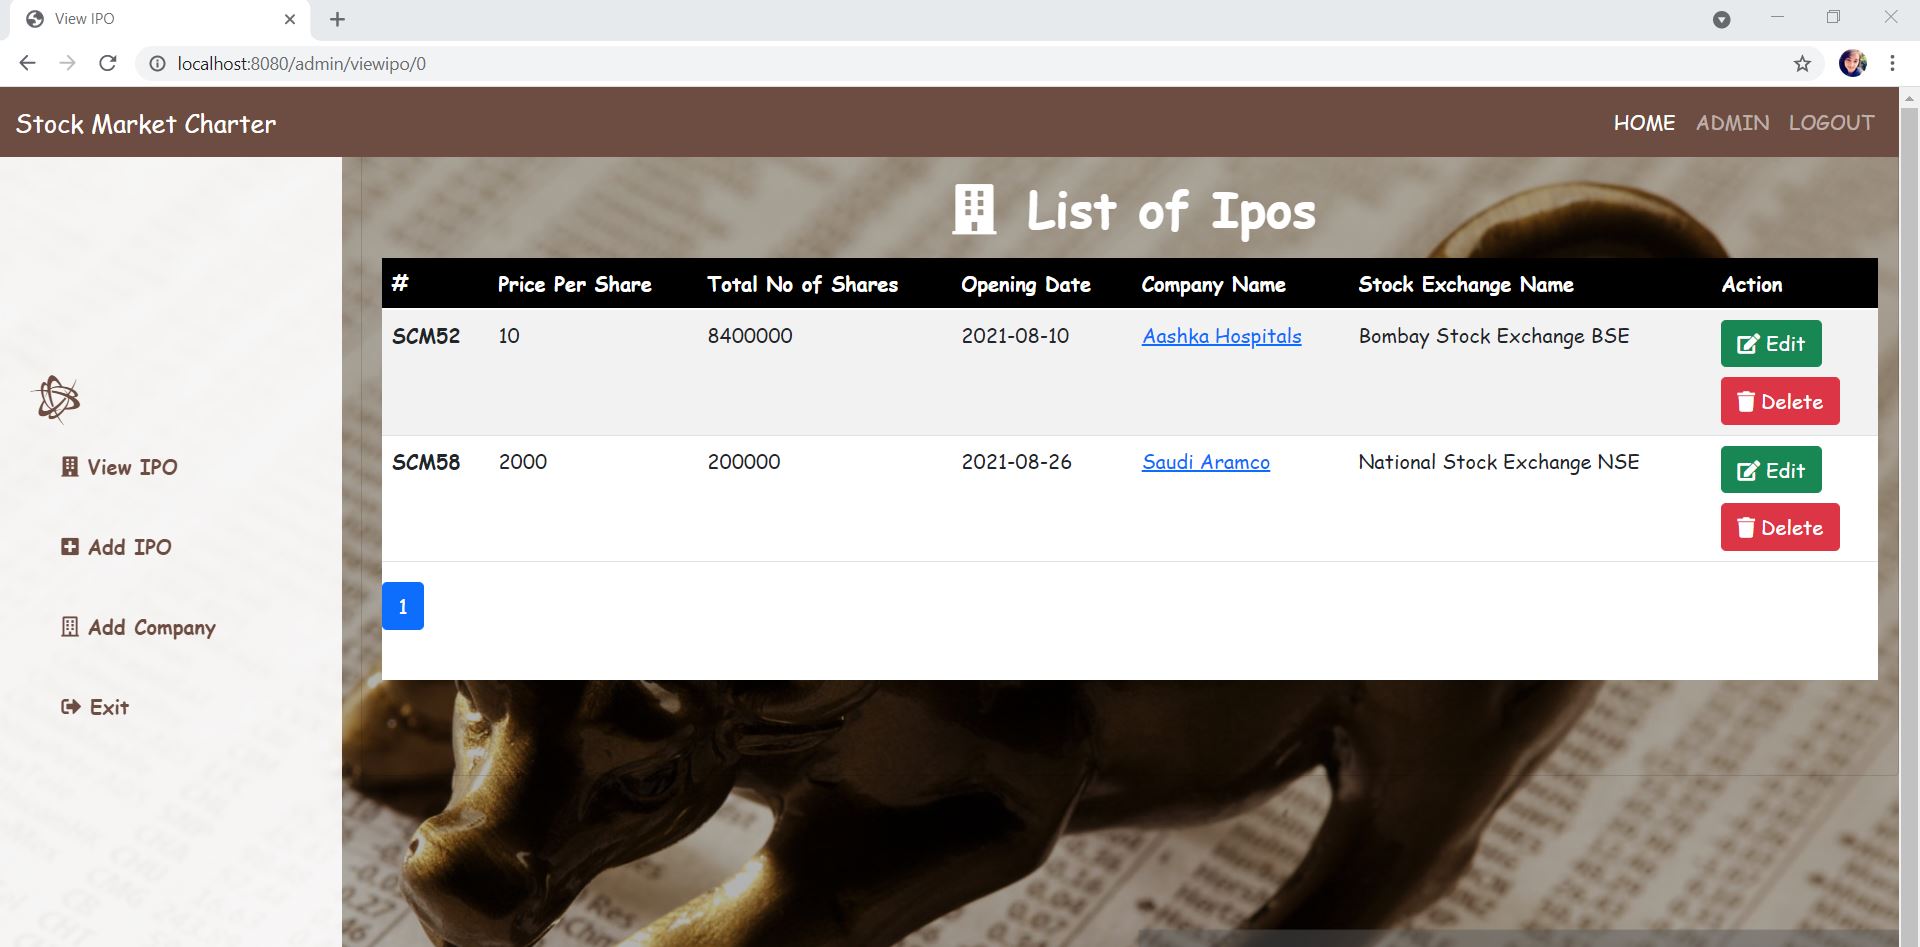 View IPO
localhost:8080/admin/viewipo/0
Stock Market Charter
HOME ADMIN LOGOUT
List of Ipos
# Price Per Share Total No of Shares Opening Date Company Name Stock Exchange Name Action
SCM52 10 8400000 2021-08-10 Aashka Hospitals Bombay Stock Exchange BSE Edit
Delete
SCM58 2000 200000 2021-08-26 Saudi Aramco National Stock Exchange NSE Edit
Delete
1
View IPO
Add IPO
Add Company
Exit